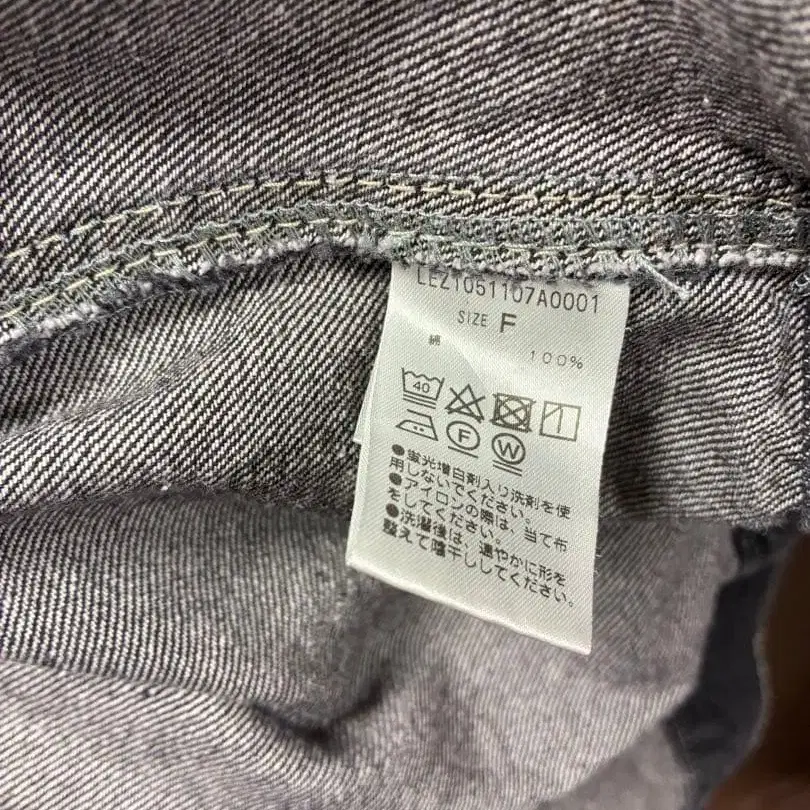 LEZ1051107A0001
SIZE F
綿 100%
40
F W
●蛍光増白剤入り洗剤を使
用しないでください。
●アイロンの際は、当て布
をしてください。
●洗濯後は、速やかに形を
整えて陰干ししてください。